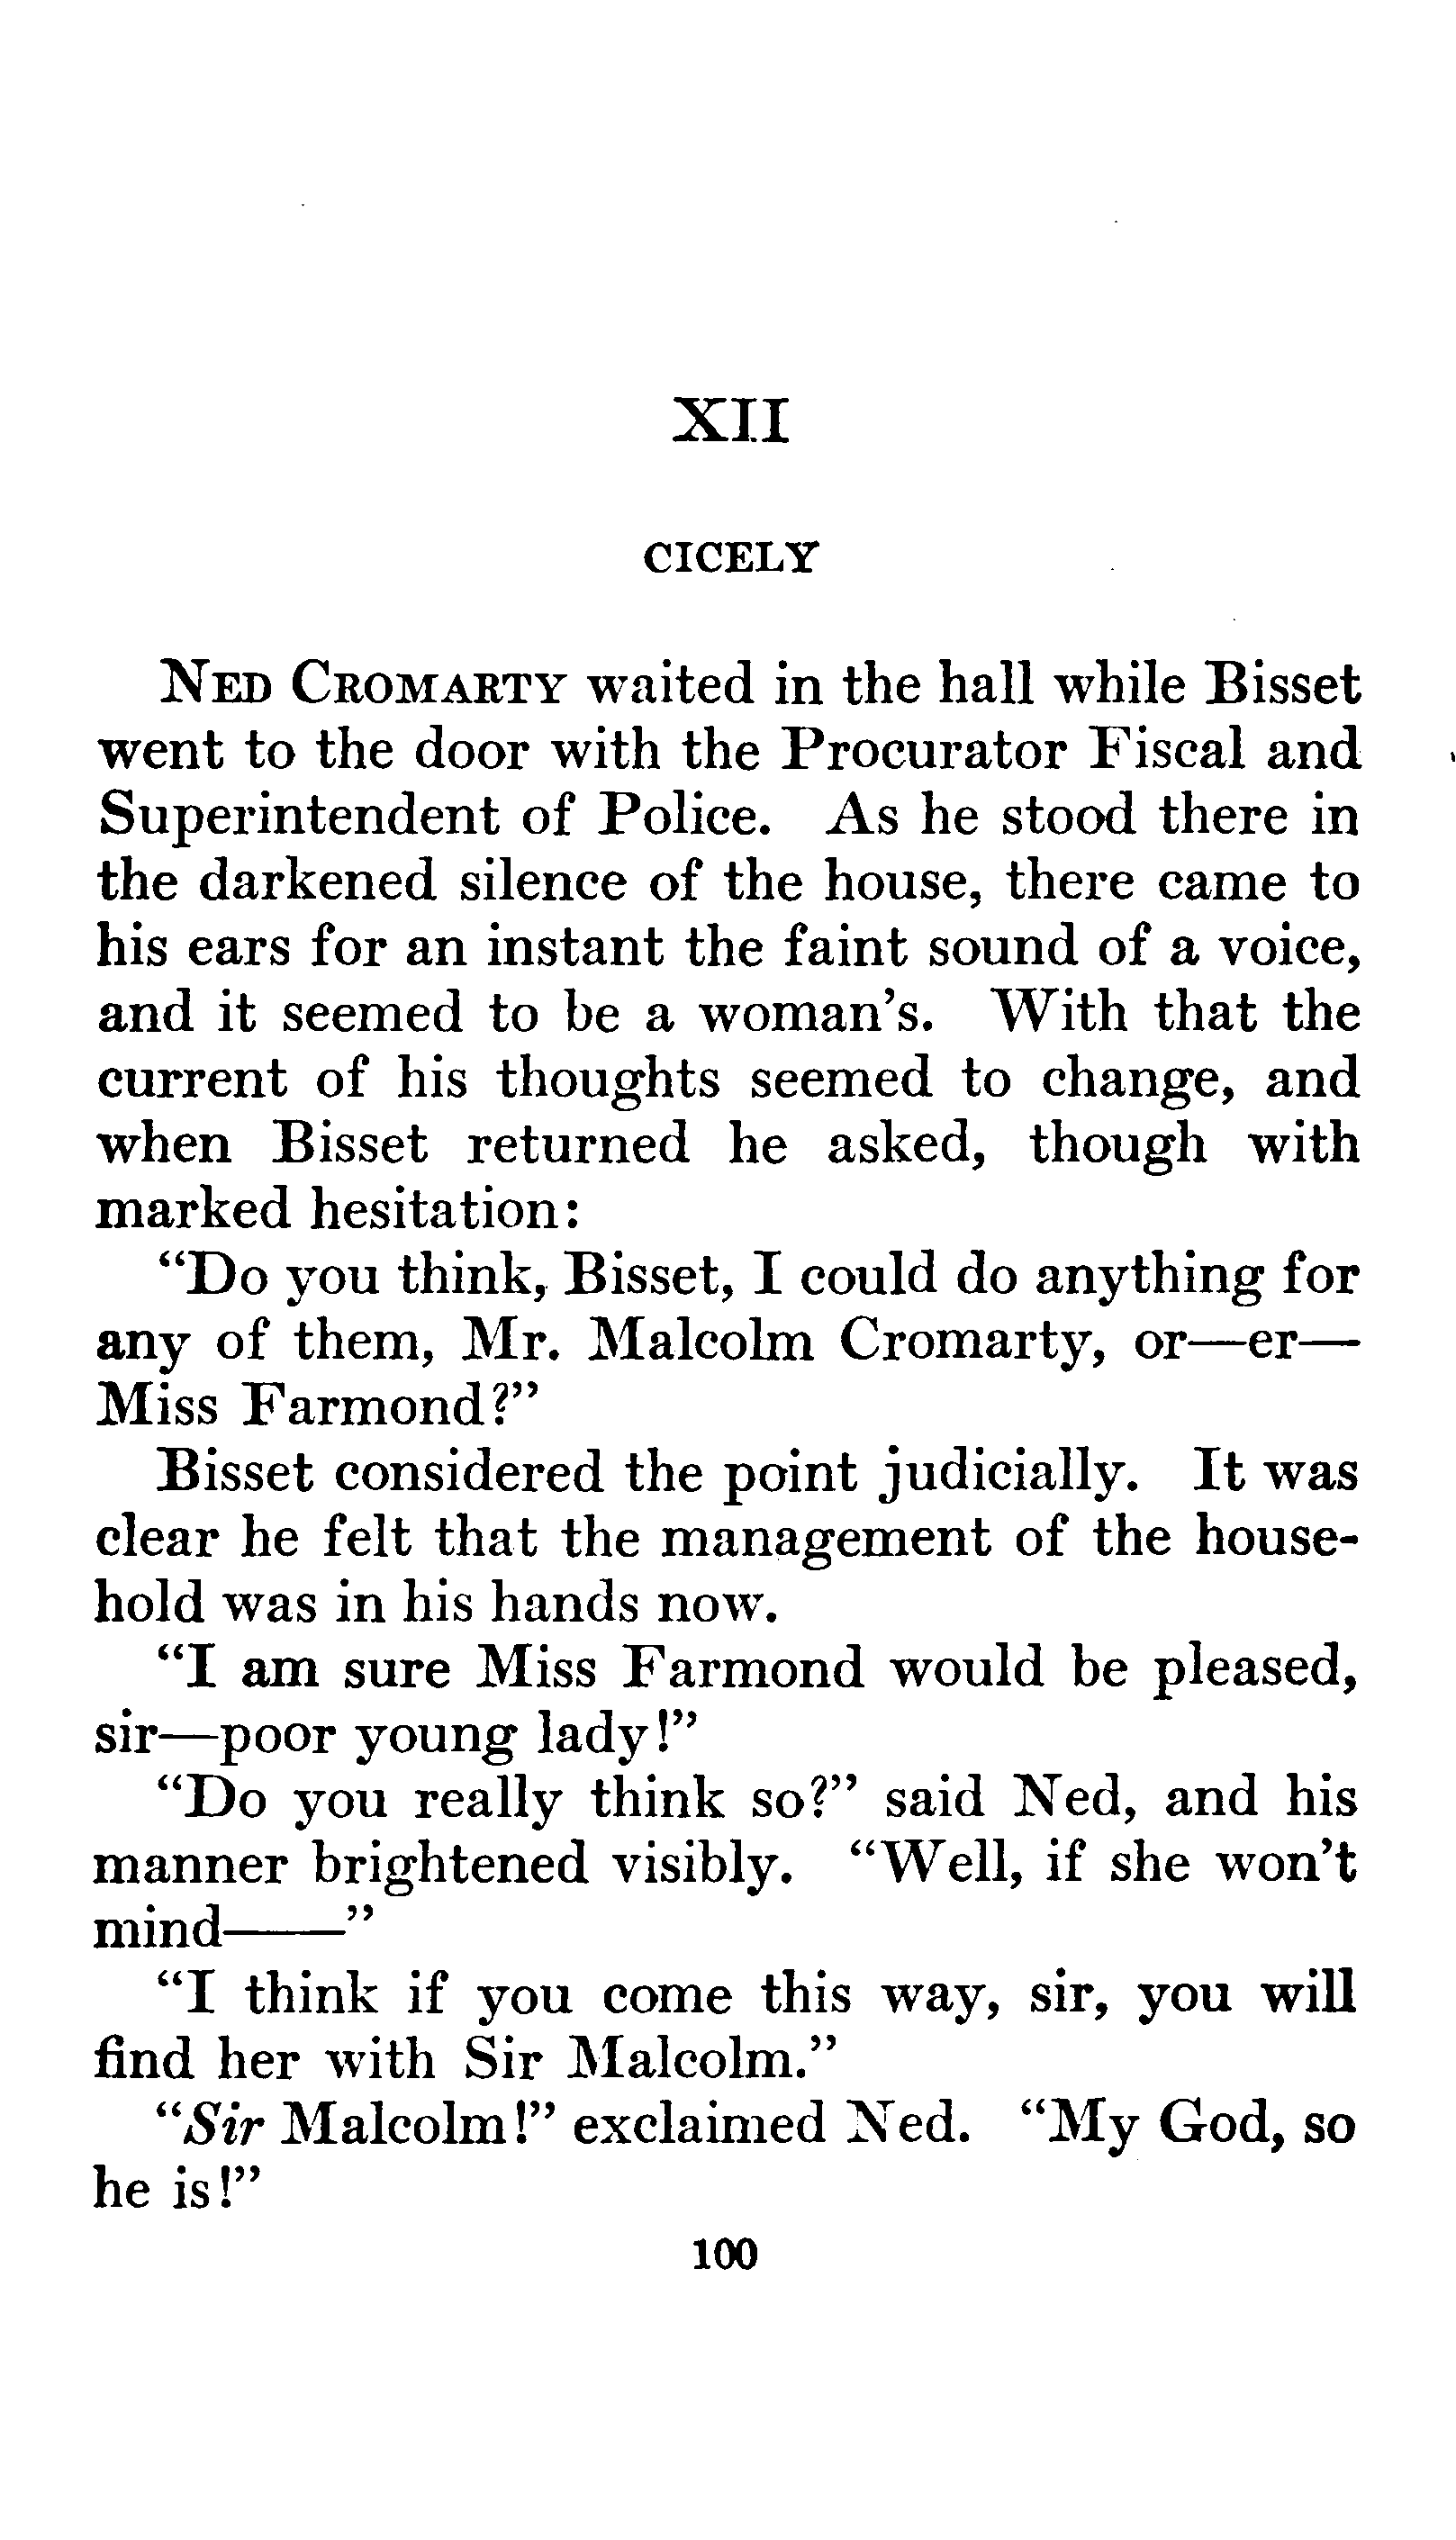 XII
CICELY
NED CROMARTY waited in the hall while Bisset
went to the door with the Procurator Fiscal and
Superintendent of Police. As he stood there in
the darkened silence of the house, there came to
his ears for an instant the faint sound of a voice,
and it seemed to be a woman's. With that the
current of his thoughts seemed to change, and
when Bisset returned he asked, though with
marked hesitation:
“Do you think, Bisset, I could do anything for
any of them, Mr. Malcolm Cromarty, or—er—
Miss Farmond?”
Bisset considered the point judicially. It was
clear he felt that the management of the house-
hold was in his hands now.
“I am sure Miss Farmond would be pleased,
sir—poor young lady!”
“Do you really think so?” said Ned, and his
manner brightened visibly. “Well, if she won't
mind——”
“I think if you come this way, sir, you will
find her with Sir Malcolm.”
“Sir Malcolm!” exclaimed Ned. “My God, so
he is!”
100